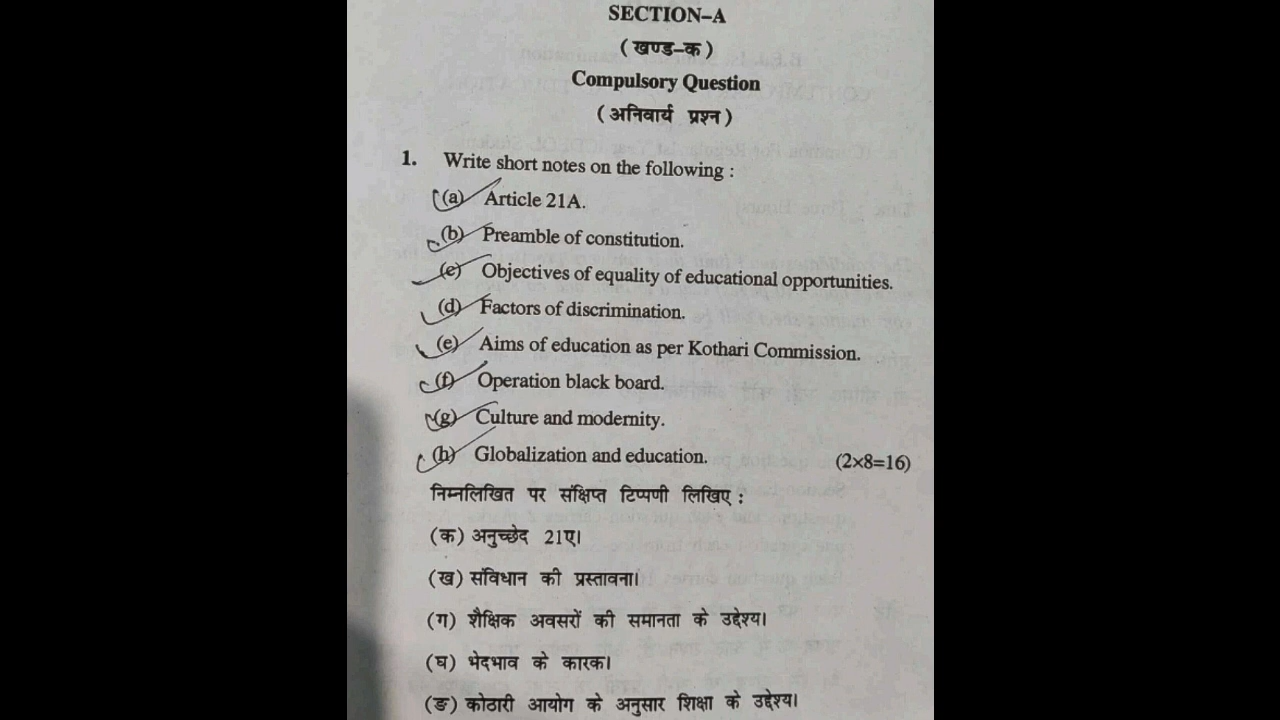 SECTION–A
(खण्ड–क)
Compulsory Question
(अनिवार्य प्रश्न)
1. Write short notes on the following :
(a) Article 21A.
(b) Preamble of constitution.
(c) Objectives of equality of educational opportunities.
(d) Factors of discrimination.
(e) Aims of education as per Kothari Commission.
(f) Operation black board.
(g) Culture and modernity.
(h) Globalization and education. (2×8=16)
निम्नलिखित पर संक्षिप्त टिप्पणी लिखिए :
(क) अनुच्छेद 21ए।
(ख) संविधान की प्रस्तावना।
(ग) शैक्षिक अवसरों की समानता के उद्देश्य।
(घ) भेदभाव के कारक।
(ङ) कोठारी आयोग के अनुसार शिक्षा के उद्देश्य।